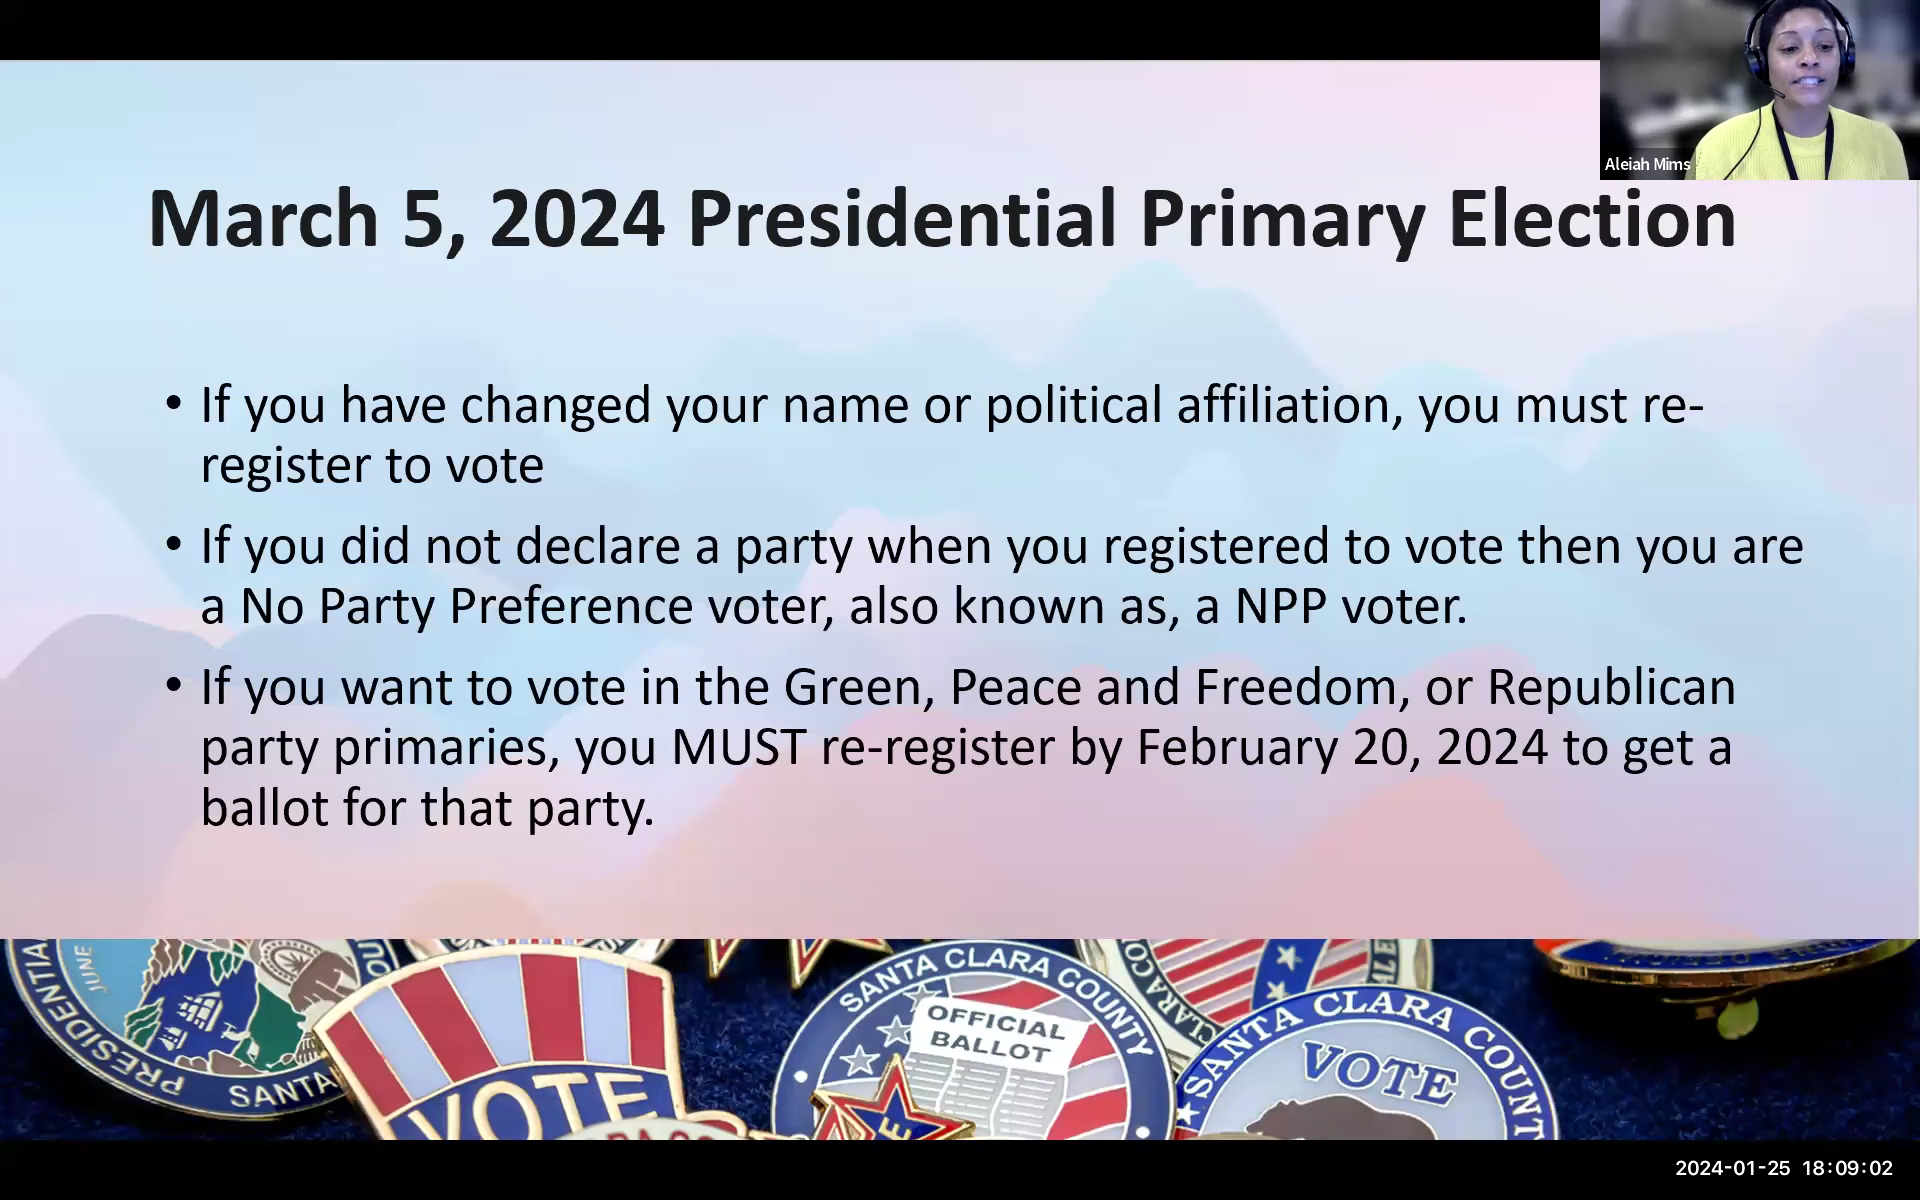 Aleiah Mims
March 5, 2024 Presidential Primary Election
• If you have changed your name or political affiliation, you must re-
register to vote
• If you did not declare a party when you registered to vote then you are
a No Party Preference voter, also known as, a NPP voter.
• If you want to vote in the Green, Peace and Freedom, or Republican
party primaries, you MUST re-register by February 20, 2024 to get a
ballot for that party.
PRESIDENTIA
JUNE
SANTA
VOTE
SANTA CLARA COUNTY
OFFICIAL
BALLOT
CLARA CO
SANTA CLARA COUNTY
VOTE
2024-01-25 18:09:02